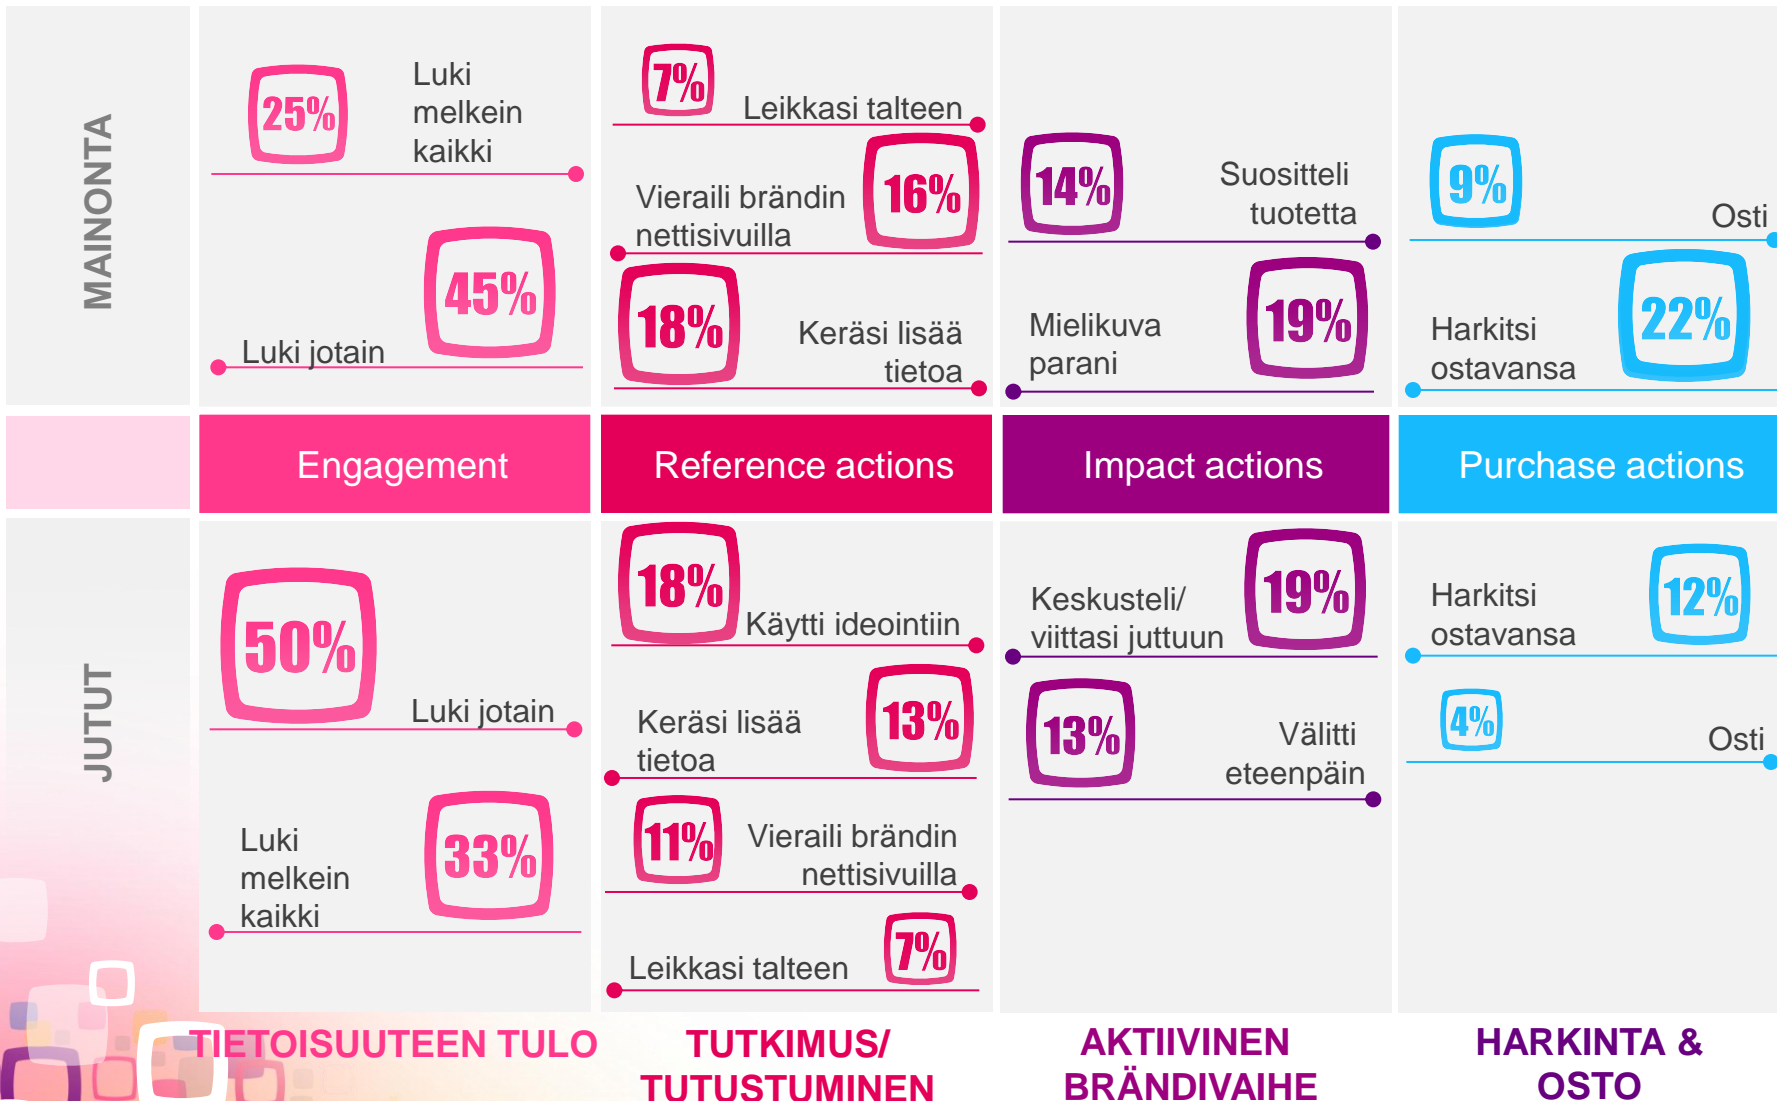 MAINONTA
25%
Luki
melkein
kaikki
45%
Luki jotain
7%
Leikkasi talteen
Vieraili brändin
nettisivuilla
16%
18%
Keräsi lisää
tietoa
14%
Suositteli
tuotetta
Mielikuva
parani
19%
9%
Osti
Harkitsi
ostavansa
22%
Engagement
Reference actions
Impact actions
Purchase actions
JUTUT
50%
Luki jotain
Luki
melkein
kaikki
33%
18%
Käytti ideointiin
Keräsi lisää
tietoa
13%
11%
Vieraili brändin
nettisivuilla
Leikkasi talteen
7%
Keskusteli/
viittasi juttuun
19%
13%
Välitti
eteenpäin
Harkitsi
ostavansa
12%
4%
Osti
TIETOISUUTEEN TULO
TUTKIMUS/
TUTUSTUMINEN
AKTIIVINEN
BRÄNDIVAIHE
HARKINTA &
OSTO